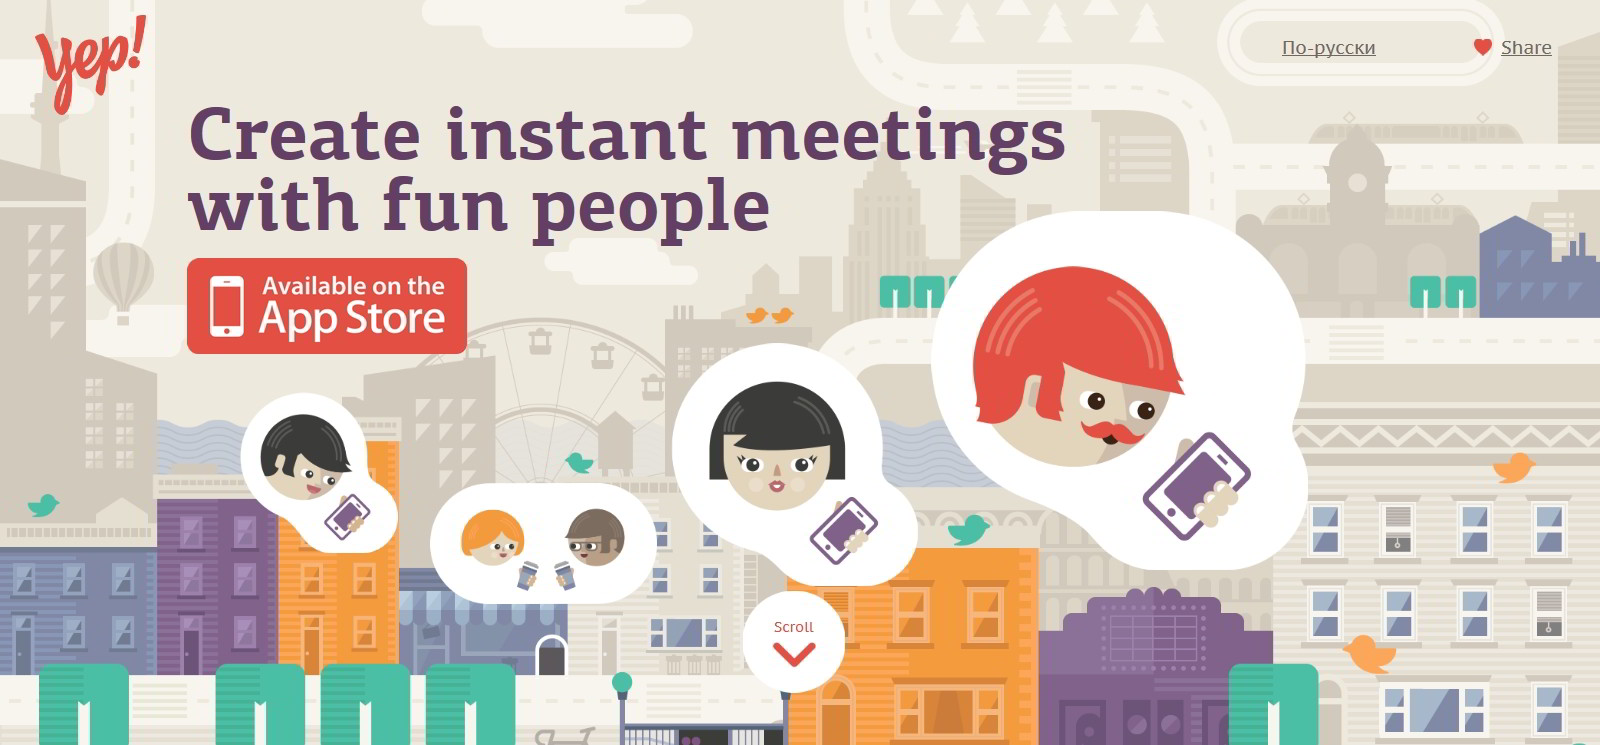 yep!
По-русски
Share
Create instant meetings
with fun people
Available on the
App Store
Scroll